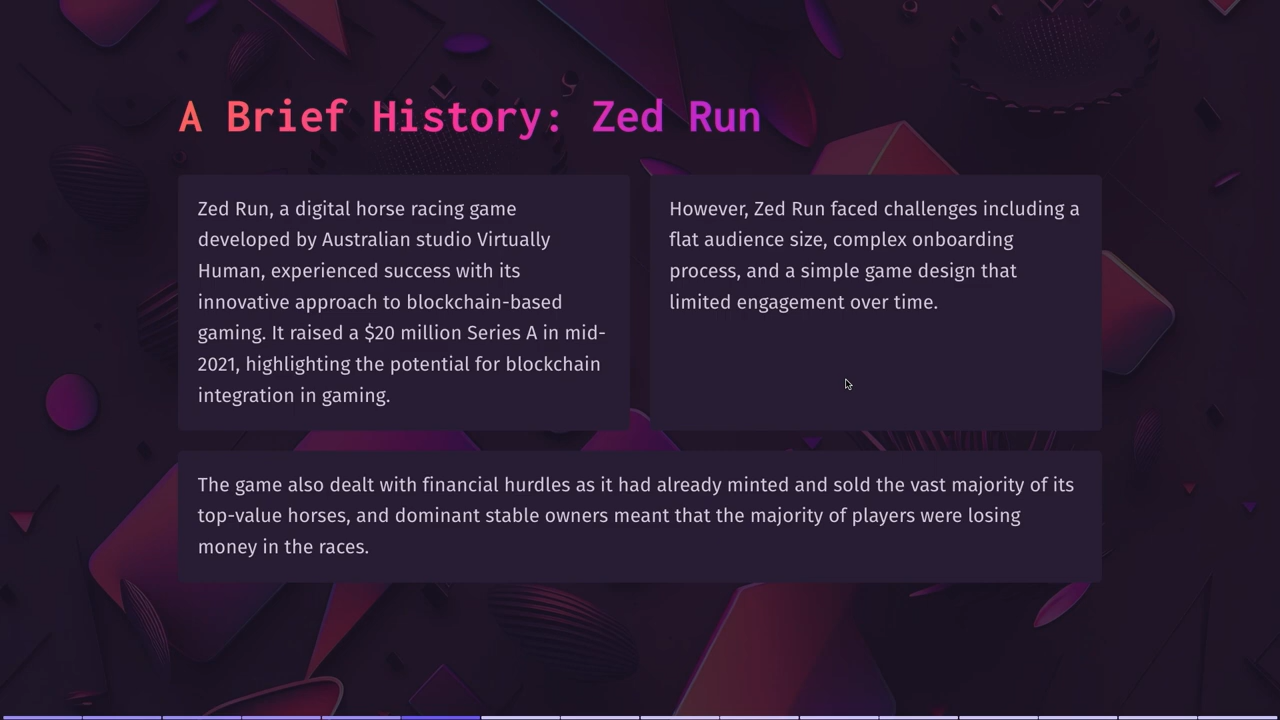 A Brief History: Zed Run
Zed Run, a digital horse racing game
developed by Australian studio Virtually
Human, experienced success with its
innovative approach to blockchain-based
gaming. It raised a $20 million Series A in mid-
2021, highlighting the potential for blockchain
integration in gaming.
However, Zed Run faced challenges including a
flat audience size, complex onboarding
process, and a simple game design that
limited engagement over time.
The game also dealt with financial hurdles as it had already minted and sold the vast majority of its
top-value horses, and dominant stable owners meant that the majority of players were losing
money in the races.